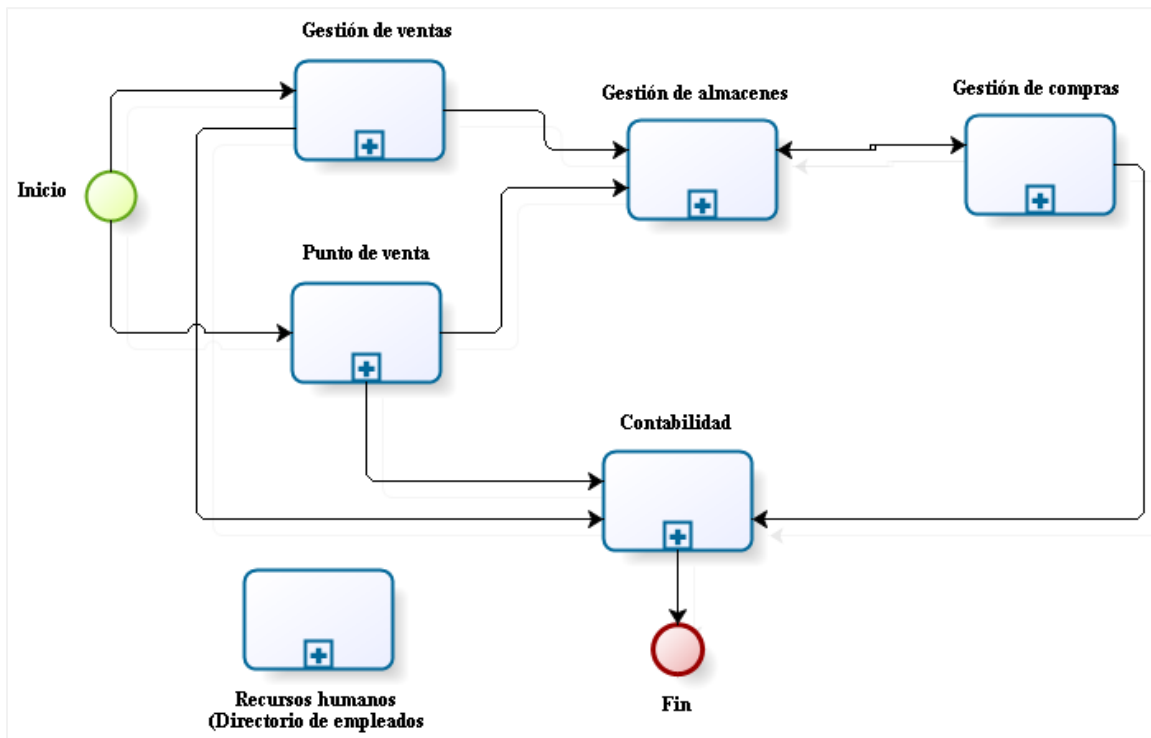 Gestión de ventas
Gestión de almacenes
Gestión de compras
Inicio
Punto de venta
Contabilidad
Recursos humanos
(Directorio de empleados
Fin